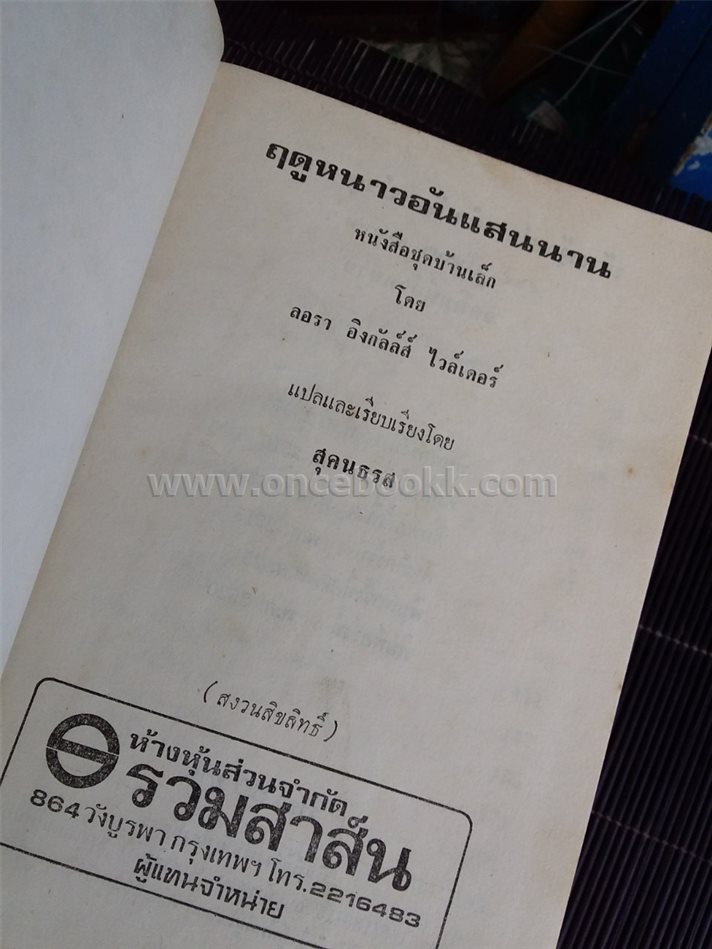 ฤดูหนาวอันแสนนาน
หนังสือชุดบ้านเล็ก
โดย
ลอรา อิงกัลล์ส์ ไวล์เดอร์
แปลและเรียบเรียงโดย
สุคนธรส
www.oncebookk.com
(สงวนลิขสิทธิ์)
ห้างหุ้นส่วนจำกัด
รวมสาส์น
864 วังบูรพา กรุงเทพฯ โทร.2216483
ผู้แทนจำหน่าย